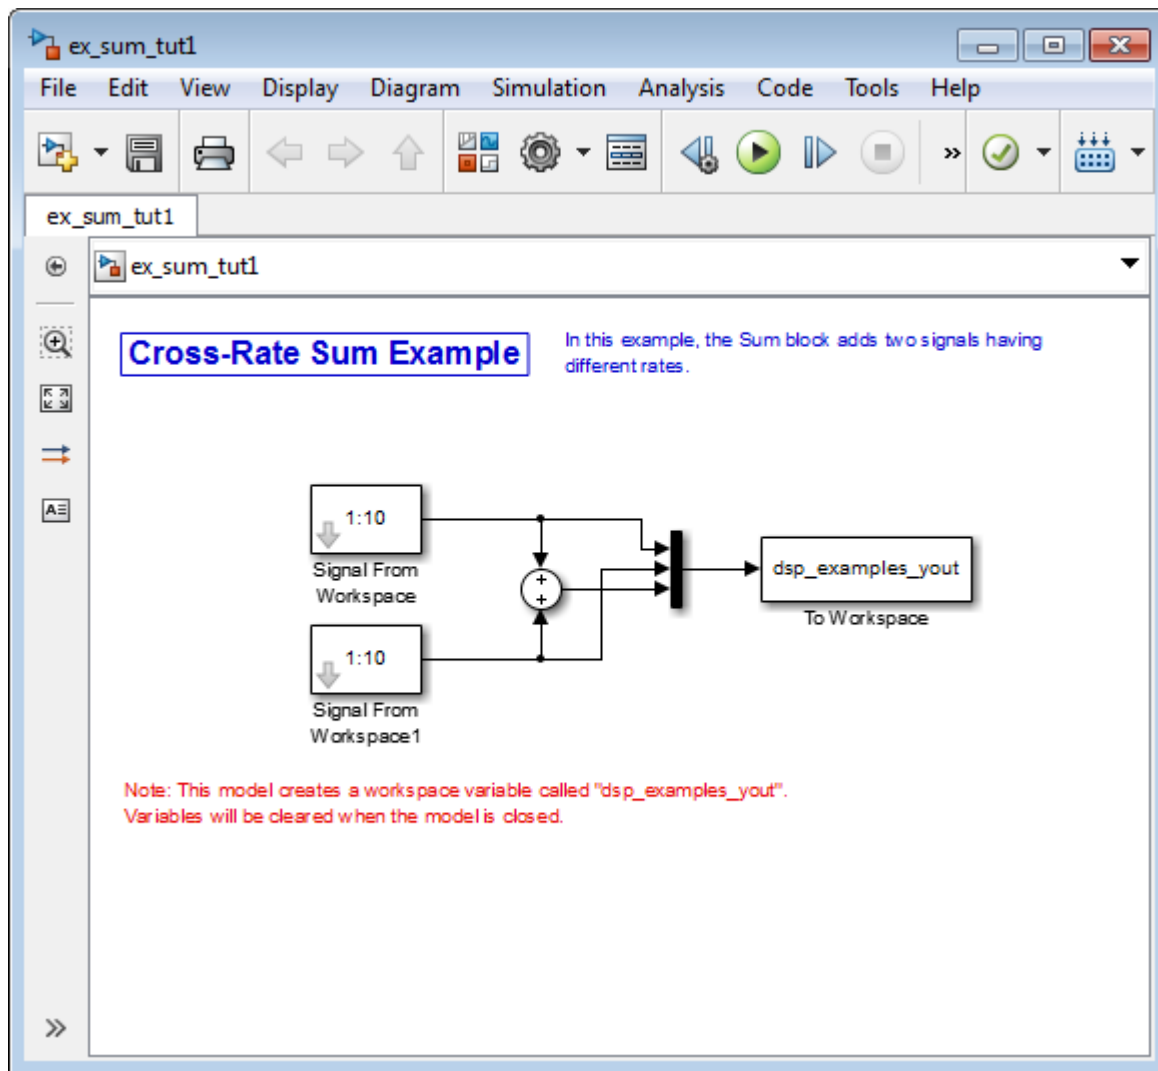 ex_sum_tut1
File Edit View Display Diagram Simulation Analysis Code Tools Help
ex_sum_tut1
ex_sum_tut1
Cross-Rate Sum Example
In this example, the Sum block adds two signals having
different rates.
1:10
Signal From
Workspace
+
+
dsp_examples_yout
To Workspace
1:10
Signal From
Workspace1
Note: This model creates a workspace variable called "dsp_examples_yout".
Variables will be cleared when the model is closed.